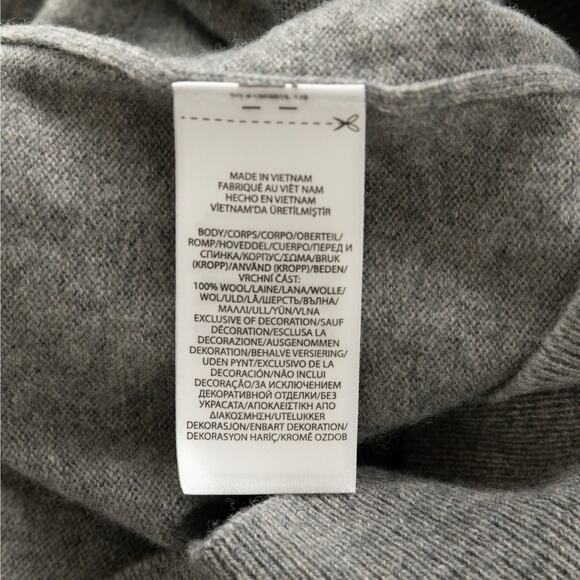 MADE IN VIETNAM
FABRIQUÉ AU VIÊT NAM
HECHO EN VIETNAM
VİETNAM'DA ÜRETİLMİŞTİR
BODY/CORPS/CORPO/OBERTEIL/
ROMP/HOVEDDEL/CUERPO/ПЕРЕД И
СПИНКА/КОРПУС/ΣΩΜΑ/BRUK
(KROPP)/ANVÄND (KROPP)/BEDEN/
VRCHNÍ ČÁST:
100% WOOL/LAINE/LANA/WOLLE/
WOL/ULD/LÃ/ШЕРСТЬ/ВЪЛНА/
ΜΑΛΛΙ/ULL/YÜN/VLNA
EXCLUSIVE OF DECORATION/SAUF
DÉCORATION/ESCLUSA LA
DECORAZIONE/AUSGENOMMEN
DEKORATION/BEHALVE VERSIERING/
UDEN PYNT/EXCLUSIVO DE LA
DECORACIÓN/NÃO INCLUI
DECORAÇÃO/ЗА ИСКЛЮЧЕНИЕМ
ДЕКОРАТИВНОЙ ОТДЕЛКИ/БЕЗ
УКРАСАТА/ΑΠΟΚΛΕΙΣΤΙΚΗ ΑΠΟ
ΔΙΑΚΟΣΜΗΣΗ/UTELUKKER
DEKORASJON/ENBART DEKORATION/
DEKORASYON HARİÇ/KROMĚ OZDOB